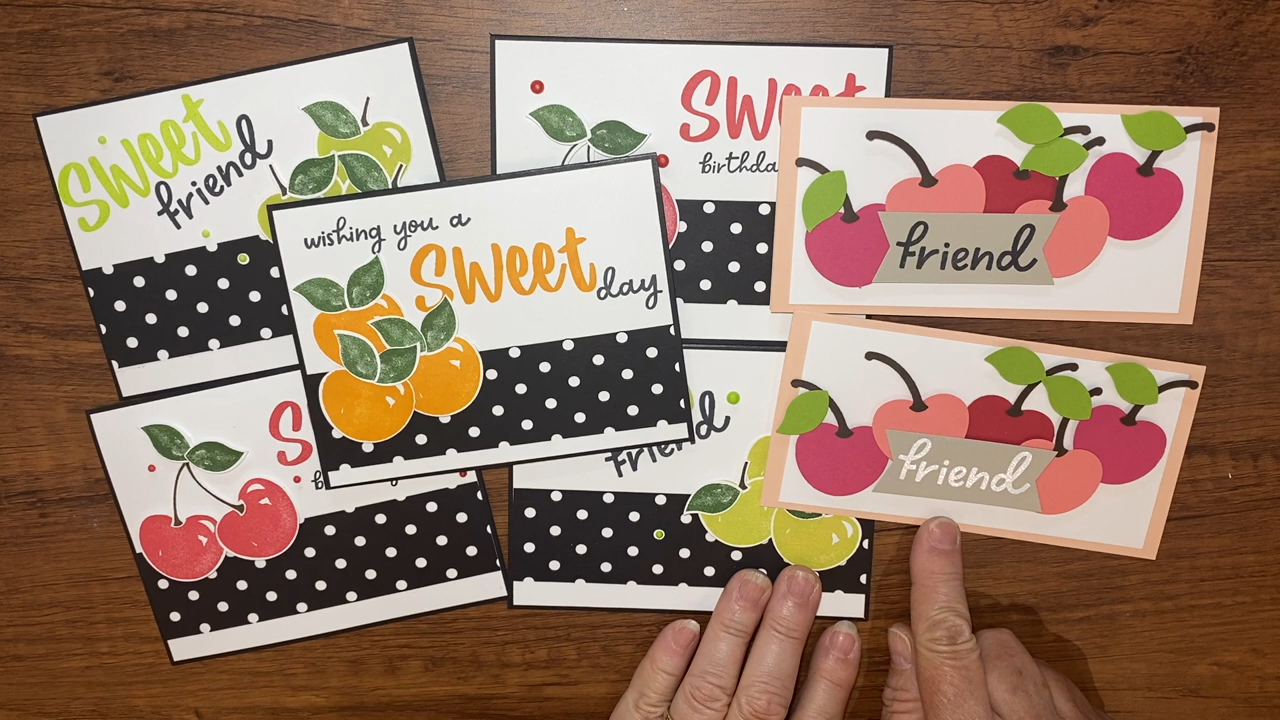 Sweet
friend
Sweet
birthda
wishing you a
Sweet
day
friend
friend
S
b
friend